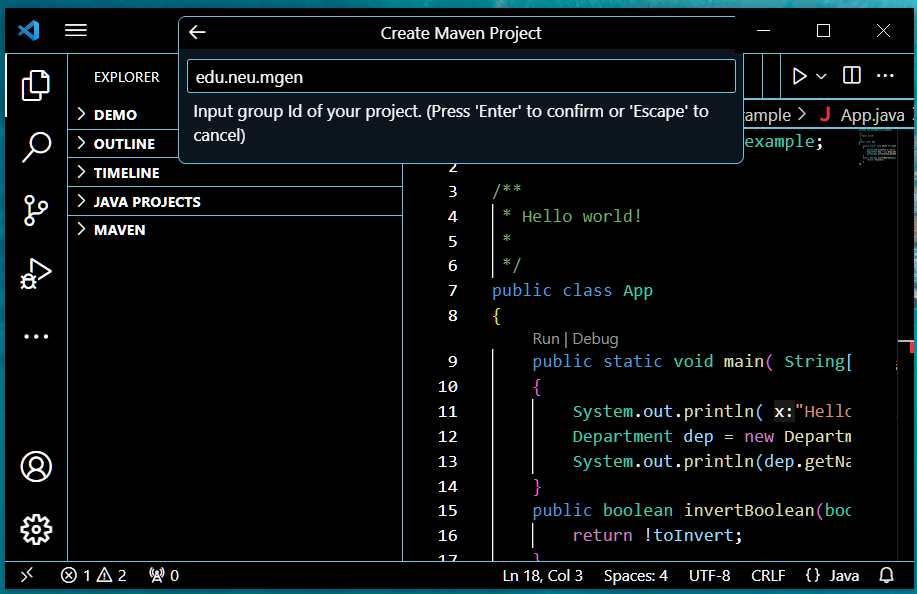 Create Maven Project
edu.neu.mgen
Input group Id of your project. (Press 'Enter' to confirm or 'Escape' to
cancel)
EXPLORER
DEMO
OUTLINE
TIMELINE
JAVA PROJECTS
MAVEN
ample > J App.java
example;
2
3 /**
4 * Hello world!
5 *
6 */
7 public class App
8 {
Run | Debug
9 public static void main( String[
10 {
11 System.out.println( x:"Hello
12 Department dep = new Departm
13 System.out.println(dep.getNa
14 }
15 public boolean invertBoolean(boo
16 return !toInvert;
17 }
1 2 0 Ln 18, Col 3 Spaces: 4 UTF-8 CRLF {} Java